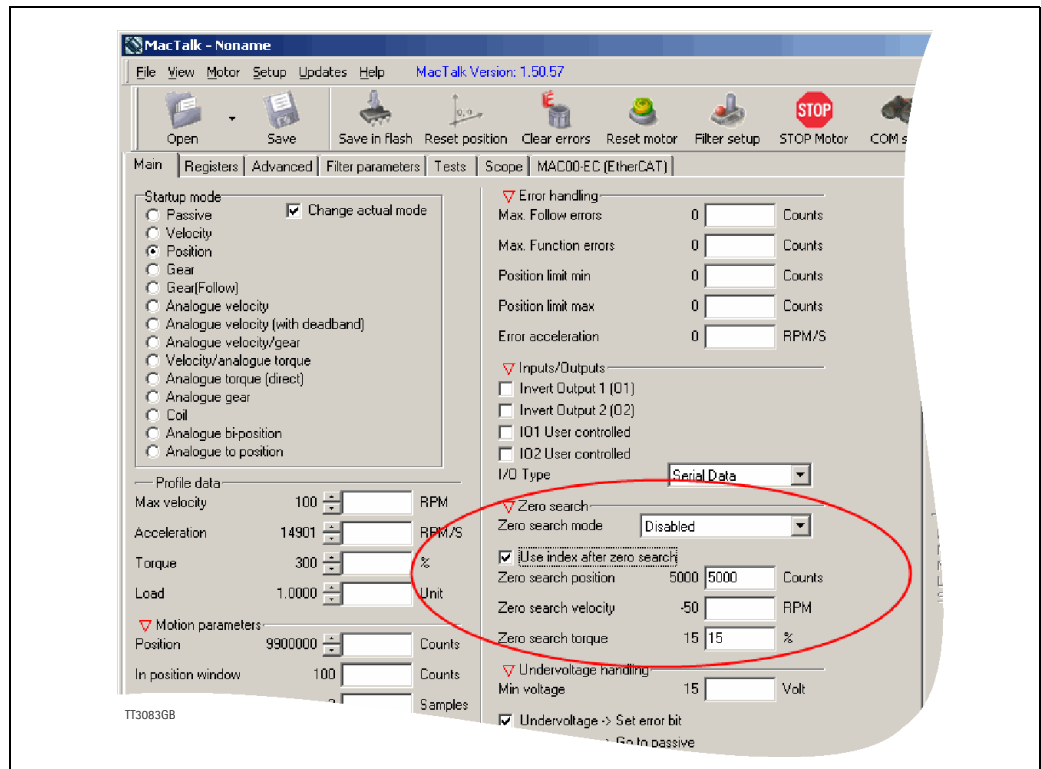 MacTalk - Noname
File View Motor Setup Updates Help MacTalk Version: 1.50.57
Open Save Save in flash Reset position Clear errors Reset motor Filter setup STOP Motor COM s
STOP
Main Registers Advanced Filter parameters Tests Scope MAC00-EC (EtherCAT)
Startup mode
Change actual mode
Passive
Velocity
Position
Gear
Gear(Follow)
Analogue velocity
Analogue velocity (with deadband)
Analogue velocity/gear
Velocity/analogue torque
Analogue torque (direct)
Analogue gear
Coil
Analogue bi-position
Analogue to position
Profile data
Max velocity 100 RPM
Acceleration 14901 RPM/S
Torque 300 %
Load 1.0000 Unit
Motion parameters
Position 9900000 Counts
In position window 100 Counts
Samples
Error handling
Max. Follow errors 0 Counts
Max. Function errors 0 Counts
Position limit min 0 Counts
Position limit max 0 Counts
Error acceleration 0 RPM/S
Inputs/Outputs
Invert Output 1 (O1)
Invert Output 2 (O2)
IO1 User controlled
IO2 User controlled
I/O Type Serial Data
Zero search
Zero search mode Disabled
Use index after zero search
Zero search position 5000 5000 Counts
Zero search velocity -50 RPM
Zero search torque 15 15 %
Undervoltage handling
Min voltage 15 Volt
Undervoltage -> Set error bit
Go to passive
TT3083GB